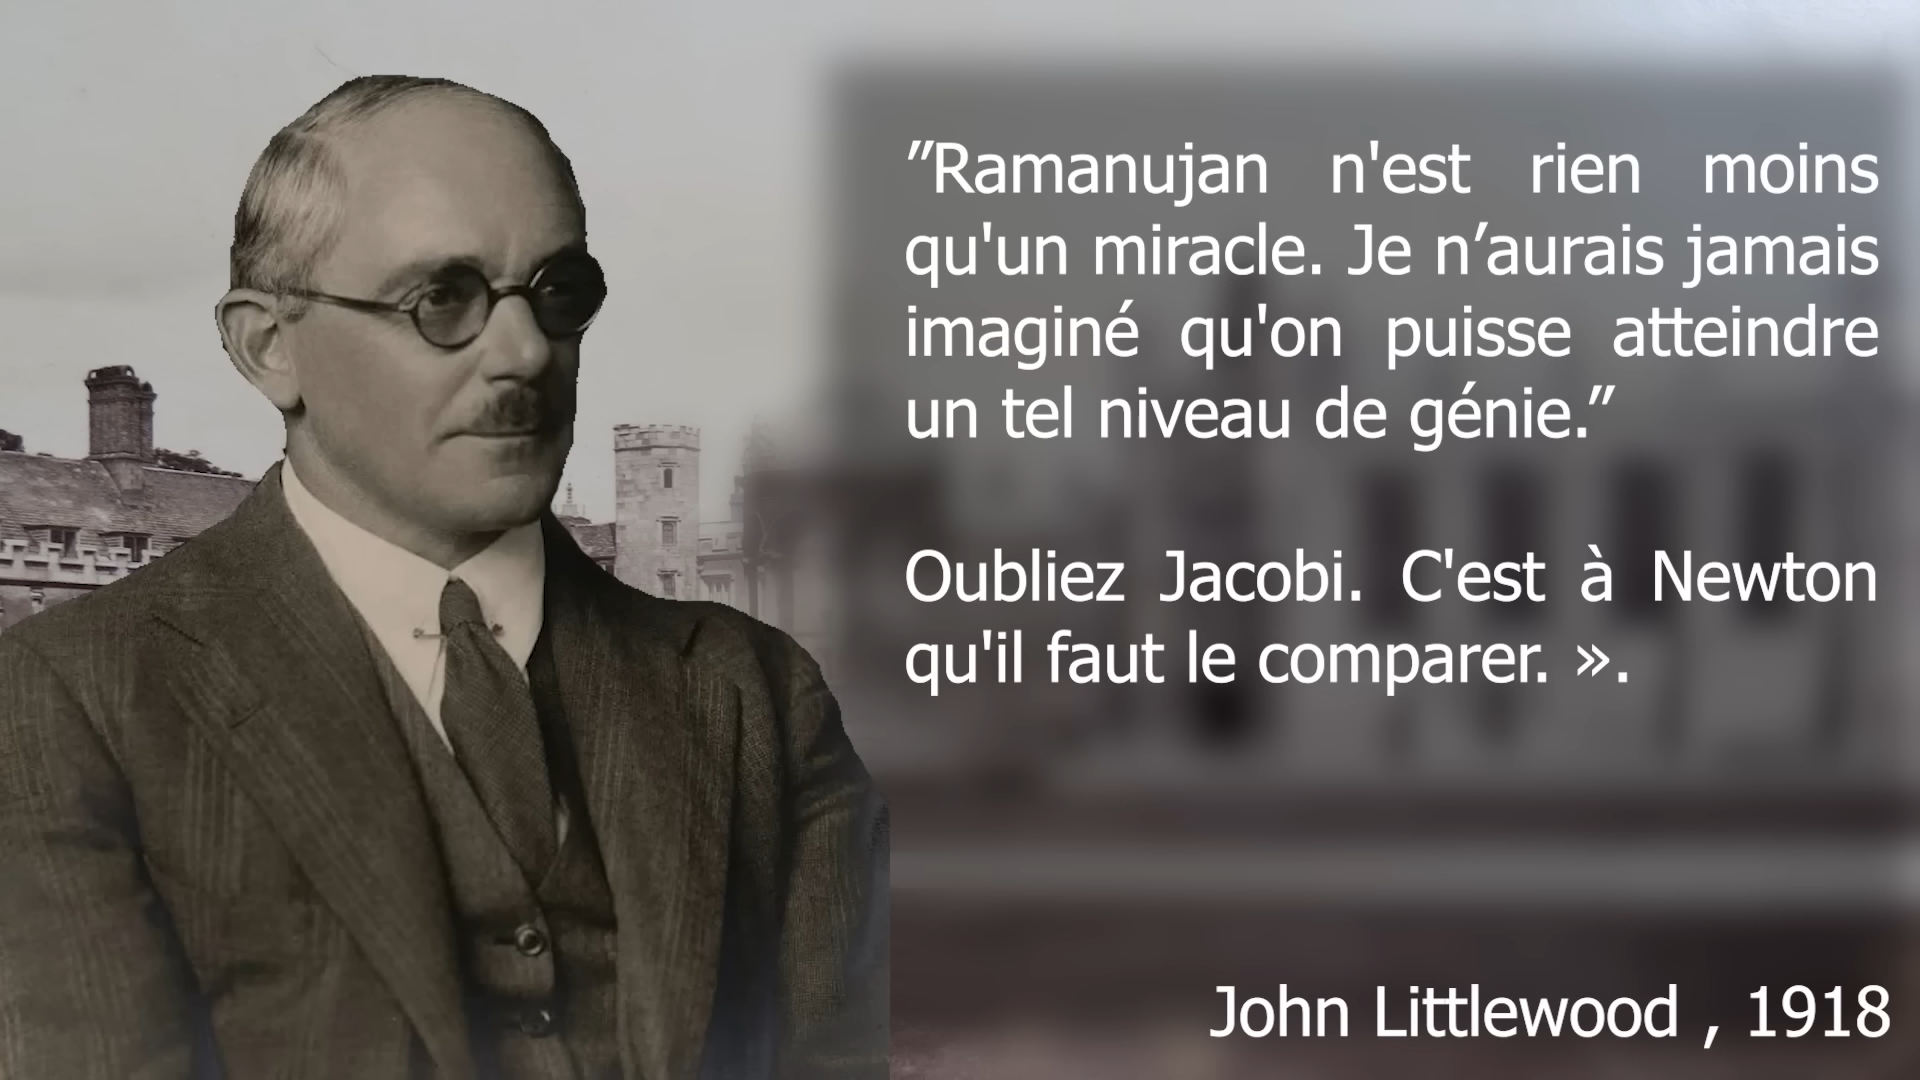 ”Ramanujan n'est rien moins
qu'un miracle. Je n’aurais jamais
imaginé qu'on puisse atteindre
un tel niveau de génie.”
Oubliez Jacobi. C'est à Newton
qu'il faut le comparer. ».
John Littlewood , 1918